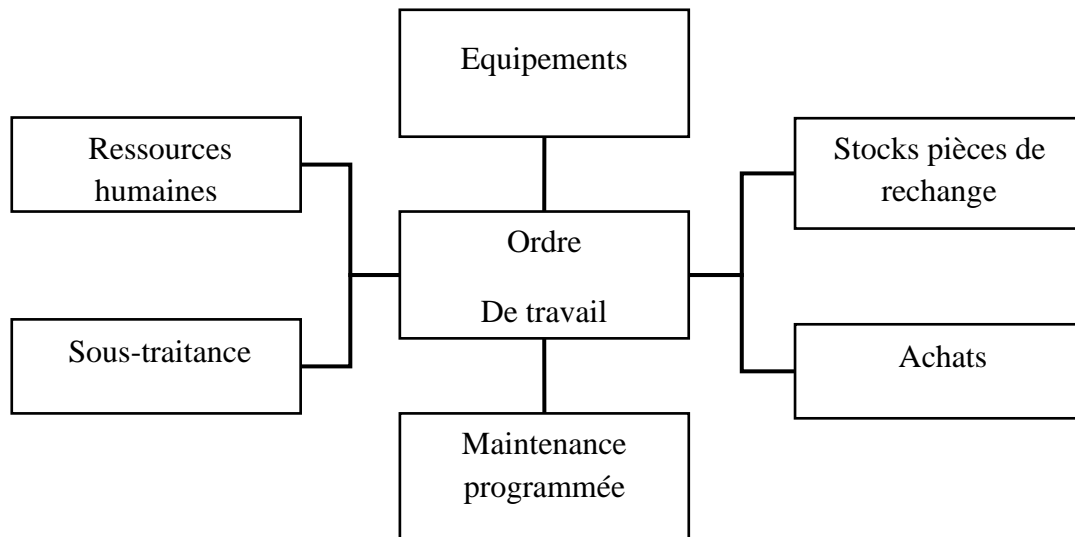 Equipements
Ressources
humaines
Stocks pièces de
rechange
Ordre
De travail
Sous-traitance
Achats
Maintenance
programmée